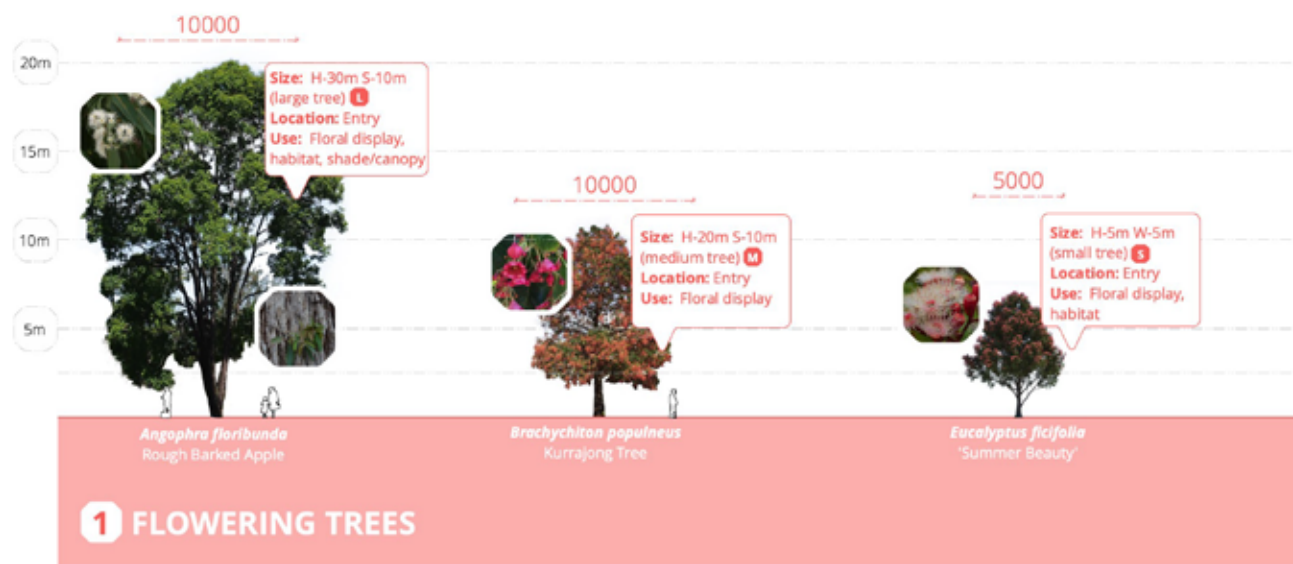 10000
20m
Size: H-30m S-10m
(large tree) L
Location: Entry
Use: Floral display,
habitat, shade/canopy
15m
10m
5m
10000
Size: H-20m S-10m
(medium tree) M
Location: Entry
Use: Floral display
5000
Size: H-5m W-5m
(small tree) S
Location: Entry
Use: Floral display,
habitat
Angophra floribunda
Rough Barked Apple
Brachychiton populneus
Kurrajong Tree
Eucalyptus ficifolia
'Summer Beauty'
1 FLOWERING TREES